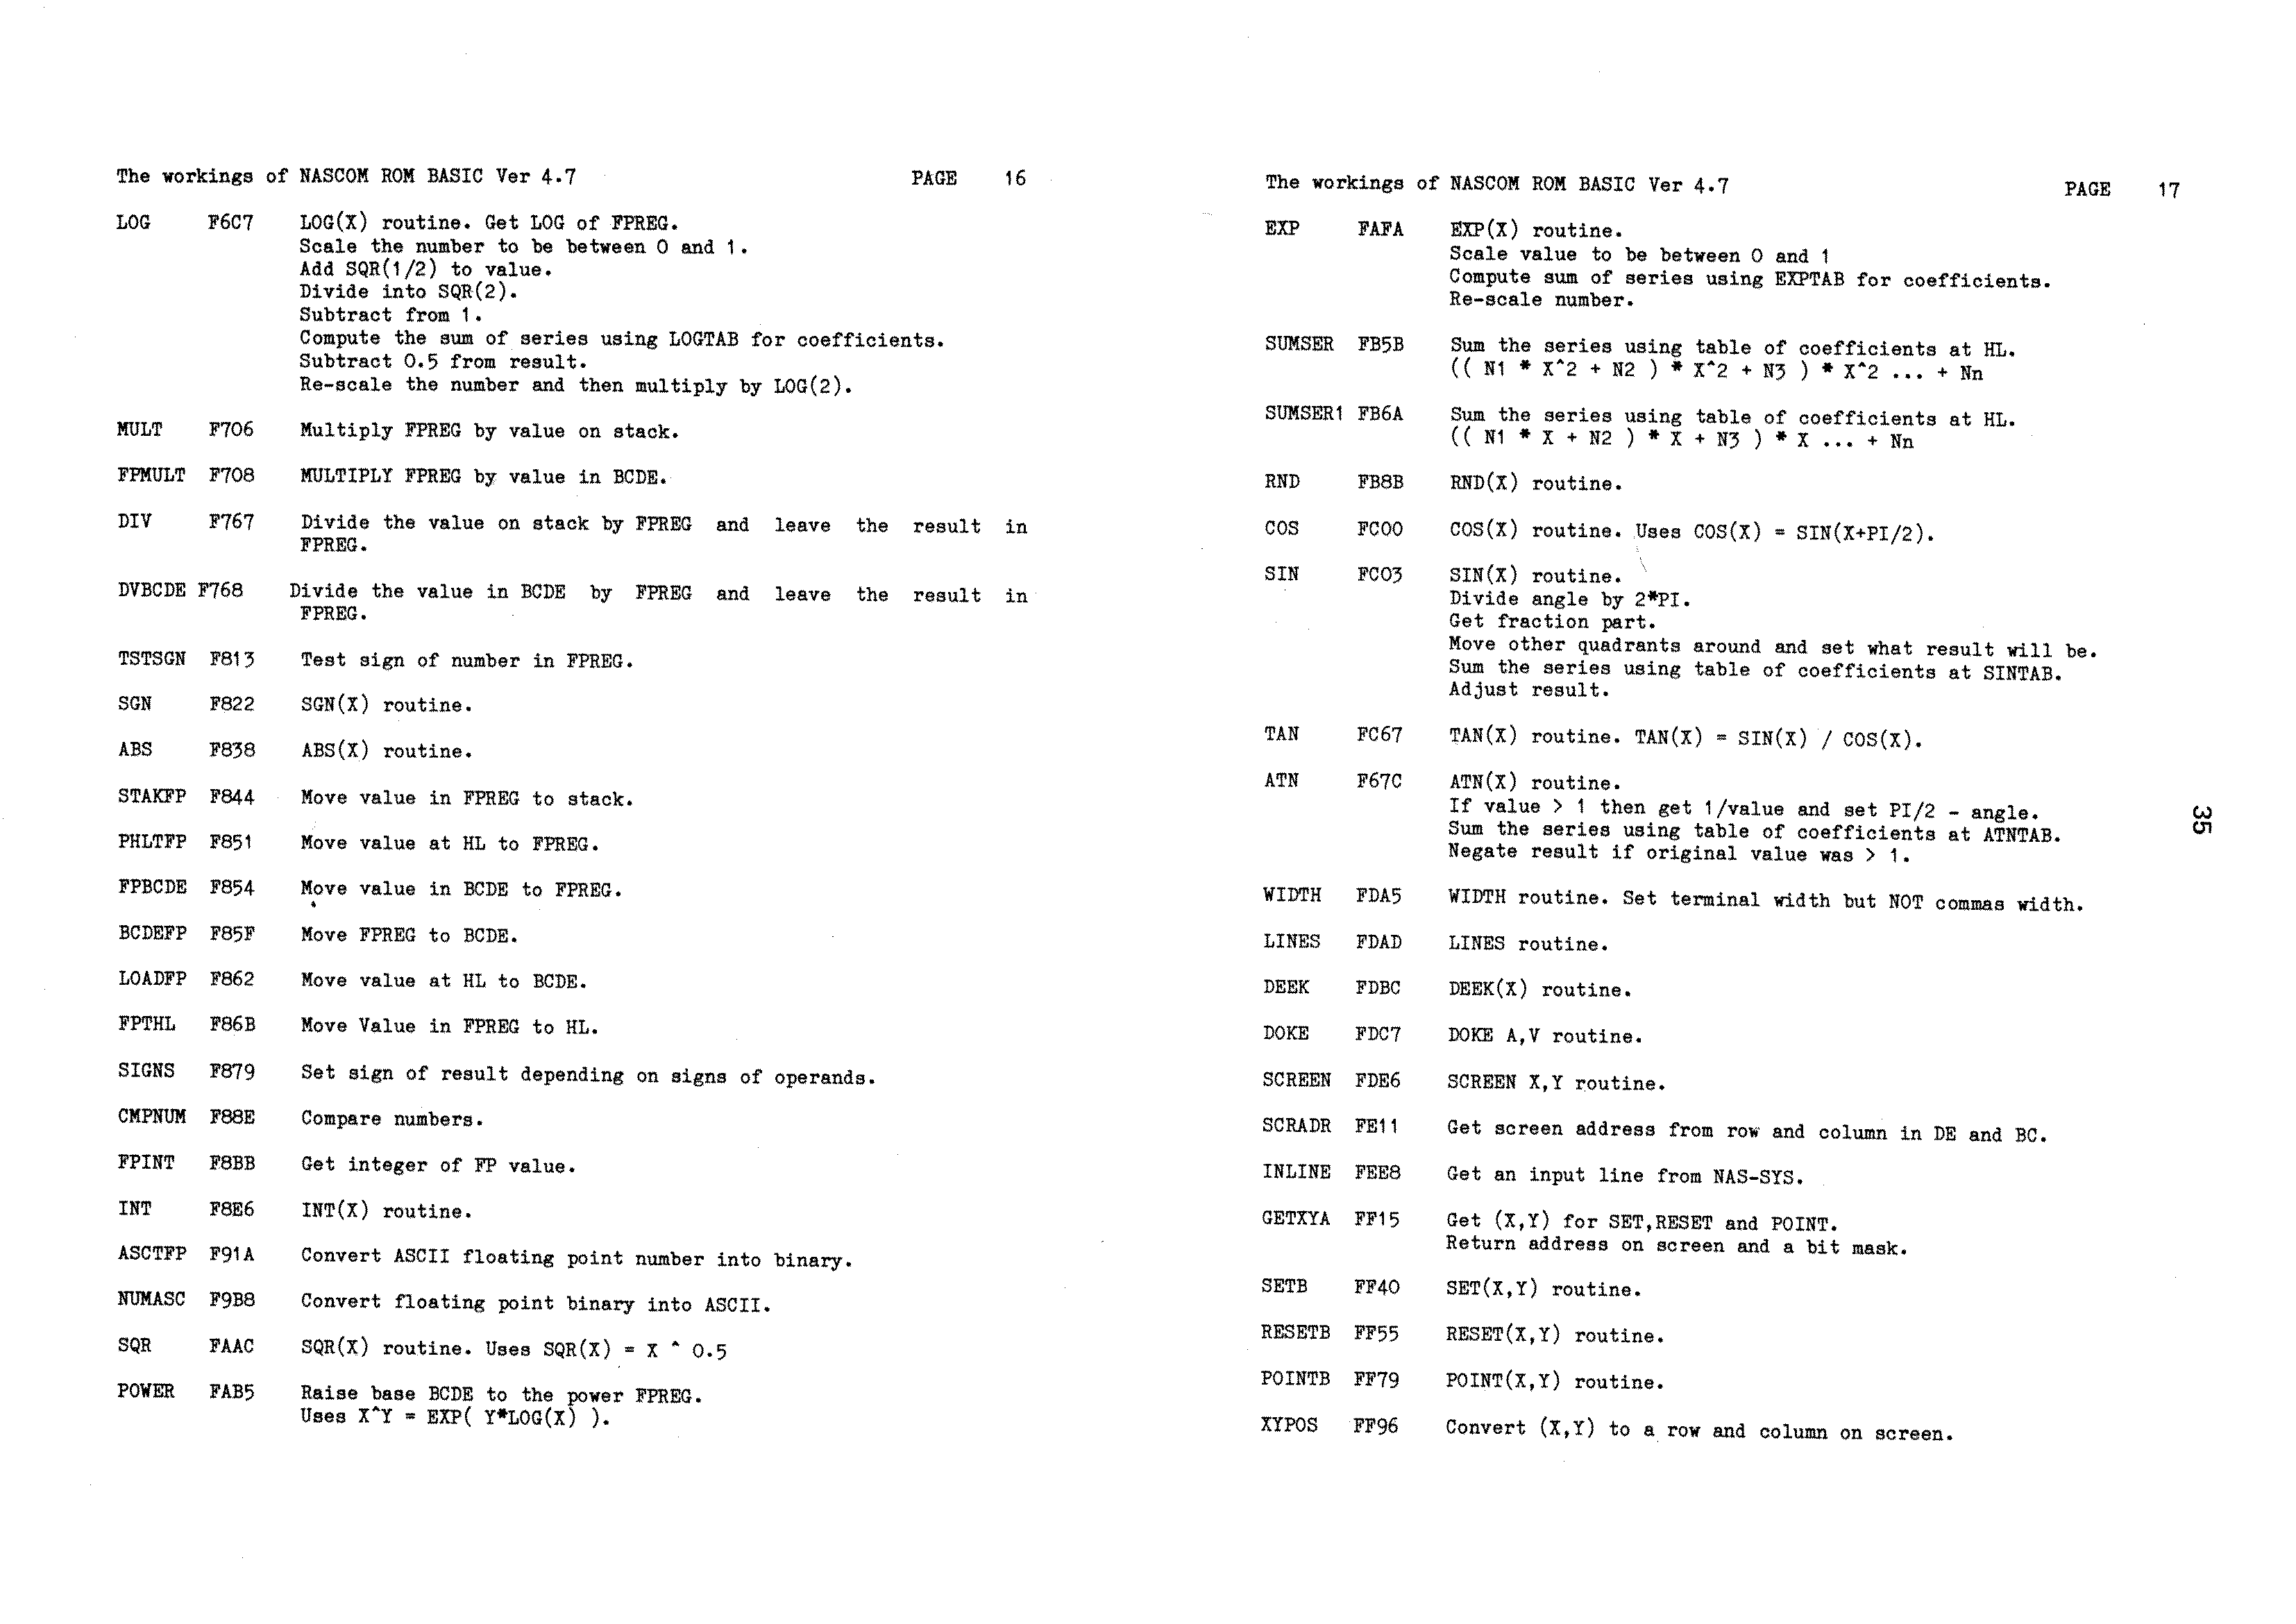 The workings of NASCOM ROM BASIC Ver 4.7 PAGE 16
LOG F6C7 LOG(X) routine. Get LOG of FPREG.
Scale the number to be between 0 and 1.
Add SQR(1/2) to value.
Divide into SQR(2).
Subtract from 1.
Compute the sum of series using LOGTAB for coefficients.
Subtract 0.5 from result.
Re-scale the number and then multiply by LOG(2).
MULT F706 Multiply FPREG by value on stack.
FPMULT F708 MULTIPLY FPREG by value in BCDE.
DIV F767 Divide the value on stack by FPREG and leave the result in
FPREG.
DVBCDE F768 Divide the value in BCDE by FPREG and leave the result in
FPREG.
TSTSGN F813 Test sign of number in FPREG.
SGN F822 SGN(X) routine.
ABS F838 ABS(X) routine.
STAKFP F844 Move value in FPREG to stack.
PHLTFP F851 Move value at HL to FPREG.
FPBCDE F854 Move value in BCDE to FPREG.
BCDEFP F85F Move FPREG to BCDE.
LOADFP F862 Move value at HL to BCDE.
FPTHL F86B Move Value in FPREG to HL.
SIGNS F879 Set sign of result depending on signs of operands.
CMPNUM F88E Compare numbers.
FPINT F8BB Get integer of FP value.
INT F8E6 INT(X) routine.
ASCTFP F91A Convert ASCII floating point number into binary.
NUMASC F9B8 Convert floating point binary into ASCII.
SQR FAAC SQR(X) routine. Uses SQR(X) = X ^ 0.5
POWER FAB5 Raise base BCDE to the power FPREG.
Uses X^Y = EXP( Y*LOG(X) ).
The workings of NASCOM ROM BASIC Ver 4.7 PAGE 17
EXP FAFA EXP(X) routine.
Scale value to be between 0 and 1
Compute sum of series using EXPTAB for coefficients.
Re-scale number.
SUMSER FB5B Sum the series using table of coefficients at HL.
(( N1 * X^2 + N2 ) * X^2 + N3 ) * X^2 ... + Nn
SUMSER1 FB6A Sum the series using table of coefficients at HL.
(( N1 * X + N2 ) * X + N3 ) * X ... + Nn
RND FB8B RND(X) routine.
COS FC00 COS(X) routine. Uses COS(X) = SIN(X+PI/2).
SIN FC03 SIN(X) routine.
Divide angle by 2*PI.
Get fraction part.
Move other quadrants around and set what result will be.
Sum the series using table of coefficients at SINTAB.
Adjust result.
TAN FC67 TAN(X) routine. TAN(X) = SIN(X) / COS(X).
ATN F67C ATN(X) routine.
If value > 1 then get 1/value and set PI/2 - angle.
Sum the series using table of coefficients at ATNTAB.
Negate result if original value was > 1.
WIDTH FDA5 WIDTH routine. Set terminal width but NOT commas width.
LINES FDAD LINES routine.
DEEK FDBC DEEK(X) routine.
DOKE FDC7 DOKE A,V routine.
SCREEN FDE6 SCREEN X,Y routine.
SCRADR FE11 Get screen address from row and column in DE and BC.
INLINE FEE8 Get an input line from NAS-SYS.
GETXYA FF15 Get (X,Y) for SET,RESET and POINT.
Return address on screen and a bit mask.
SETB FF40 SET(X,Y) routine.
RESETB FF55 RESET(X,Y) routine.
POINTB FF79 POINT(X,Y) routine.
XYPOS FF96 Convert (X,Y) to a row and column on screen.
35